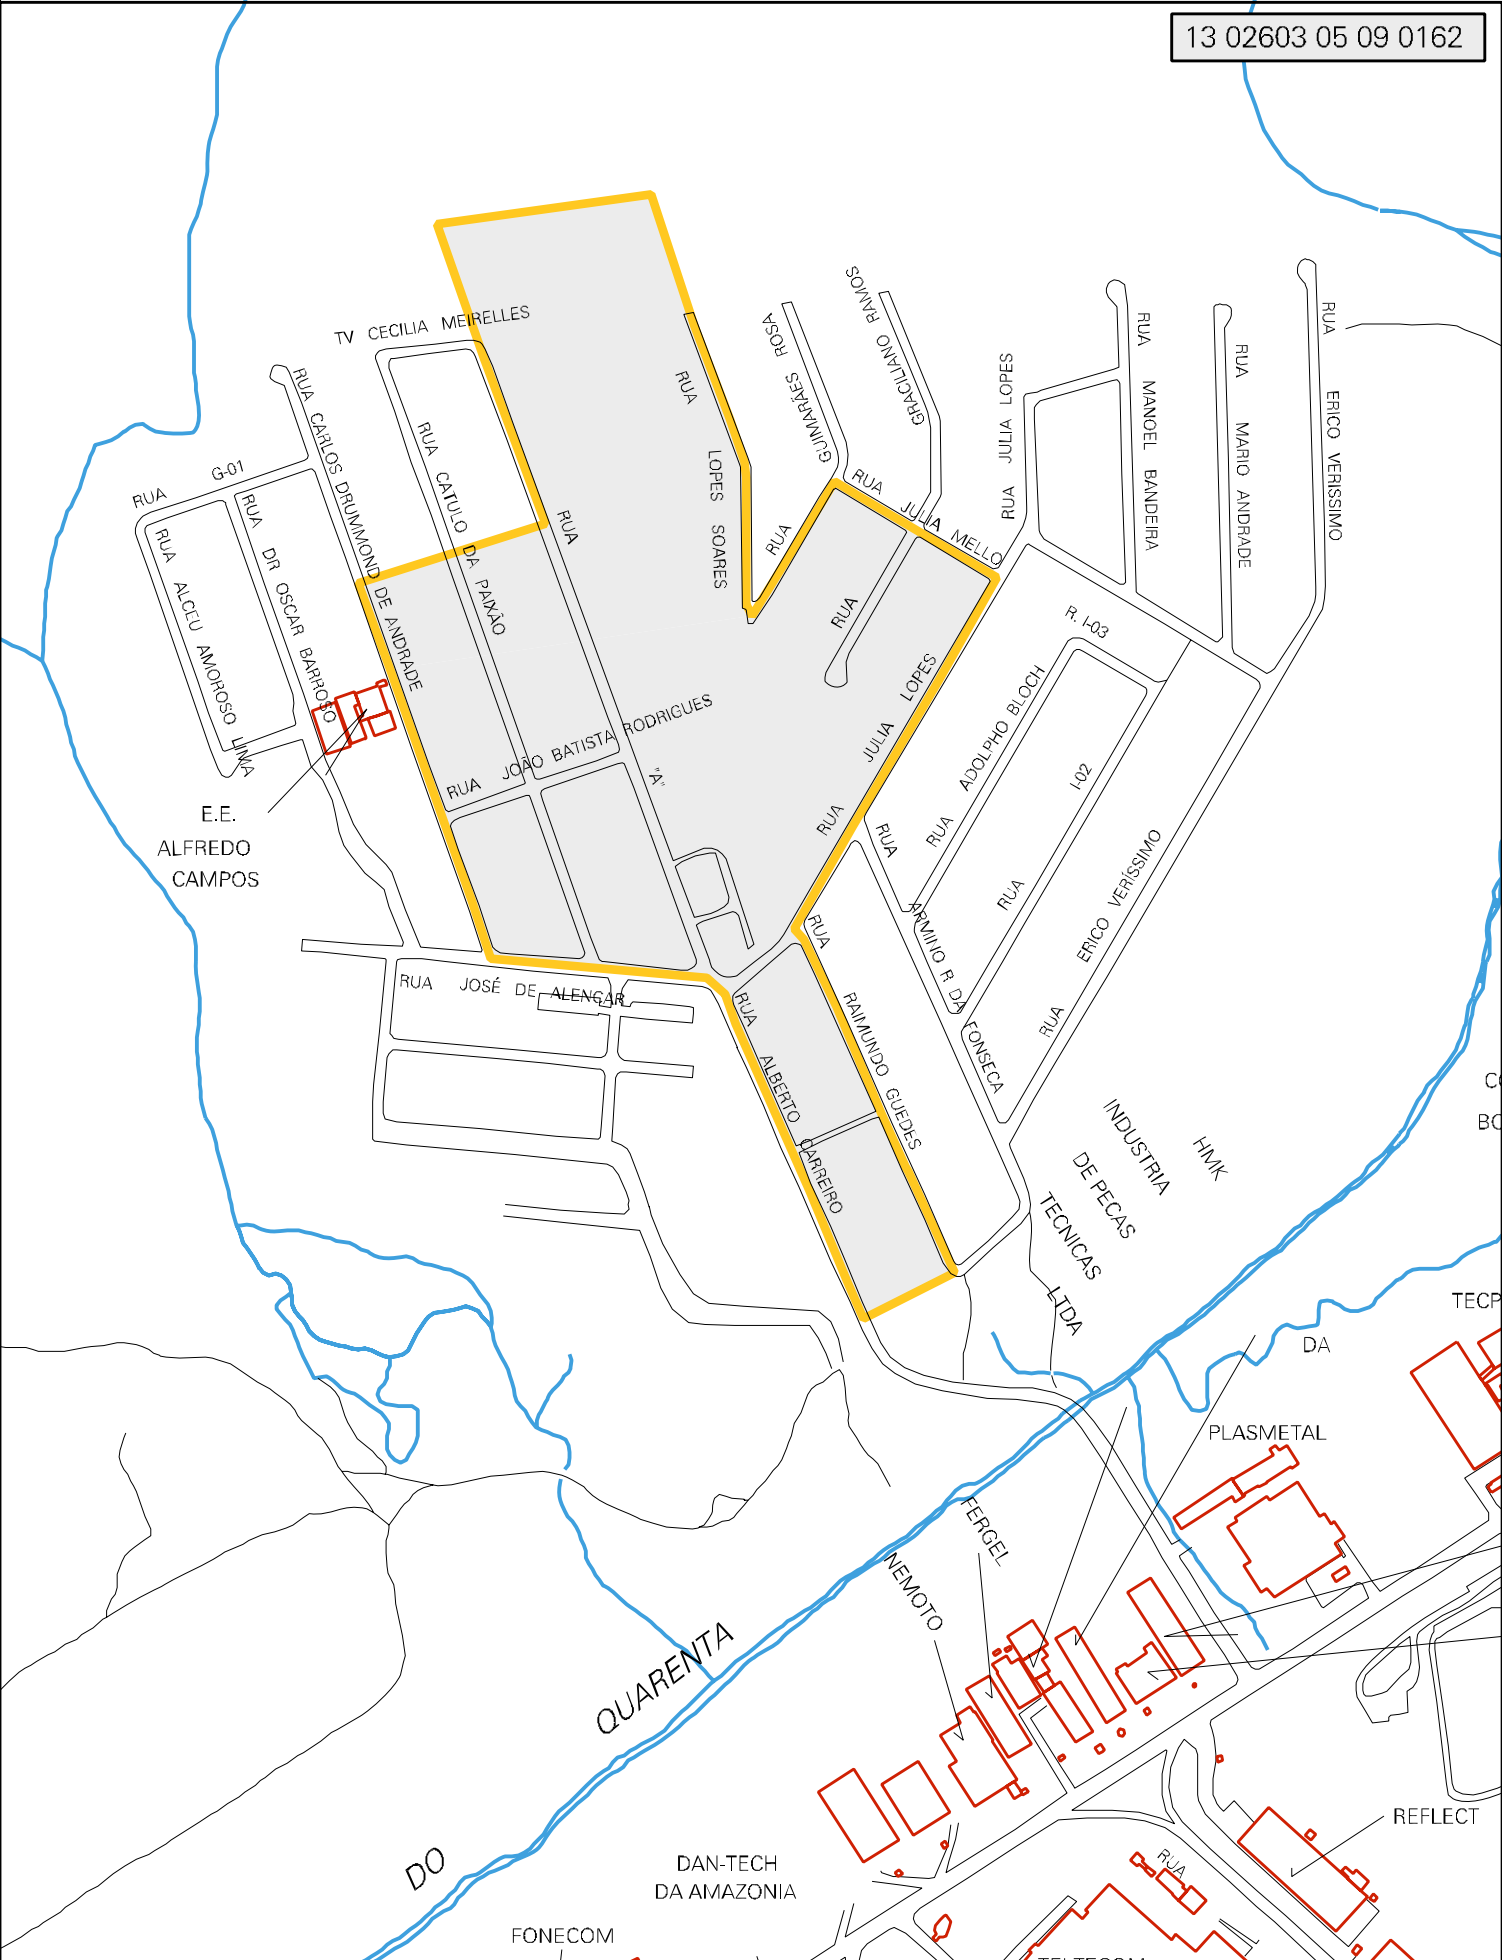 13 02603 05 09 0162
TV CECILIA MEIRELLES
RUA CARLOS DRUMMOND DE ANDRADE
RUA G-01
RUA ALCEU AMOROSO LIMA
RUA DR OSCAR BARROSO
RUA CATULO DA PAIXÃO
RUA "A"
RUA LOPES SOARES
RUA GUIMARÃES ROSA
RUA GRACILIANO RAMOS
RUA JULIA MELLO
RUA JULIA LOPES
RUA MANOEL BANDEIRA
RUA MARIO ANDRADE
RUA ERICO VERISSIMO
R. I-03
RUA ADOLPHO BLOCH
RUA I-02
RUA ERICO VERÍSSIMO
RUA JULIA LOPES
RUA JOÃO BATISTA RODRIGUES
E.E.
ALFREDO
CAMPOS
RUA ARMINO R DA FONSECA
RUA JOSÉ DE ALENCAR
RUA ALBERTO CARREIRO
RUA RAIMUNDO GUEDES
HMK
INDUSTRIA
DE PECAS
TECNICAS
LTDA
BO
TECP
DA
PLASMETAL
FERGEL
NEMOTO
DO QUARENTA
REFLECT
RUA
DAN-TECH
DA AMAZONIA
FONECOM
TELTECOM